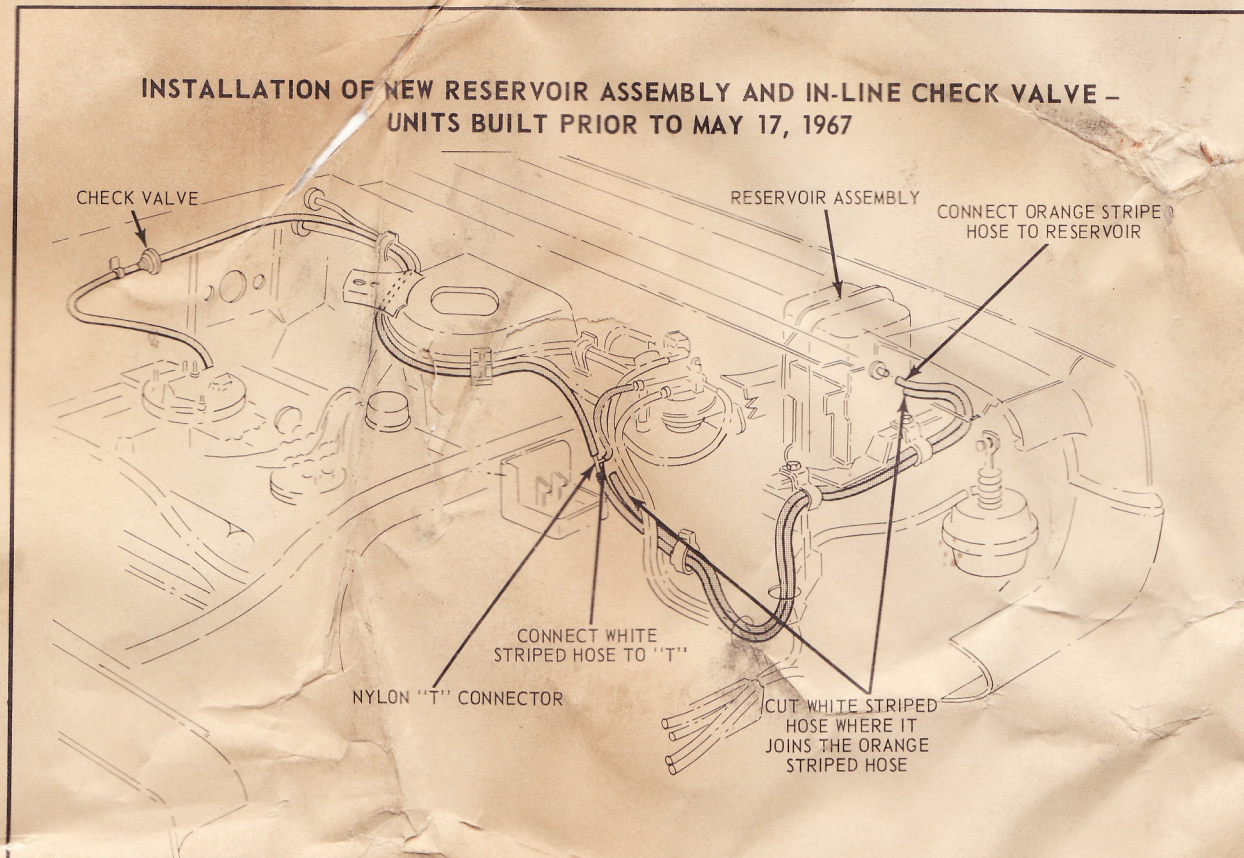 INSTALLATION OF NEW RESERVOIR ASSEMBLY AND IN-LINE CHECK VALVE –
UNITS BUILT PRIOR TO MAY 17, 1967
CHECK VALVE
RESERVOIR ASSEMBLY
CONNECT ORANGE STRIPE
HOSE TO RESERVOIR
CONNECT WHITE
STRIPED HOSE TO "T"
NYLON "T" CONNECTOR
CUT WHITE STRIPED
HOSE WHERE IT
JOINS THE ORANGE
STRIPED HOSE